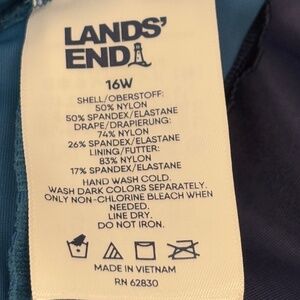 LANDS'
END
16W
SHELL/OBERSTOFF:
50% NYLON
50% SPANDEX/ELASTANE
DRAPE/DRAPIERUNG:
74% NYLON
26% SPANDEX/ELASTANE
LINING/FUTTER:
83% NYLON
17% SPANDEX/ELASTANE
HAND WASH COLD.
WASH DARK COLORS SEPARATELY.
ONLY NON-CHLORINE BLEACH WHEN
NEEDED.
LINE DRY.
DO NOT IRON.
MADE IN VIETNAM
RN 62830